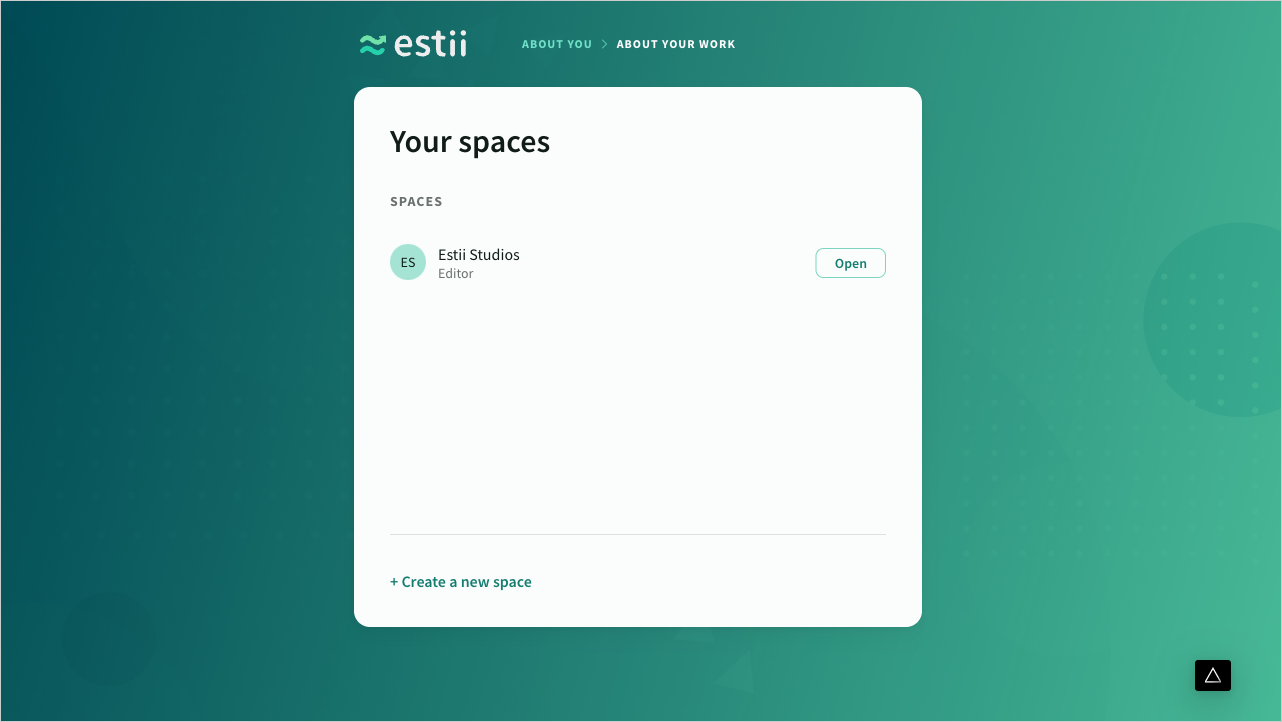 estii
ABOUT YOU > ABOUT YOUR WORK
Your spaces
SPACES
ES
Estii Studios
Editor
Open
+ Create a new space